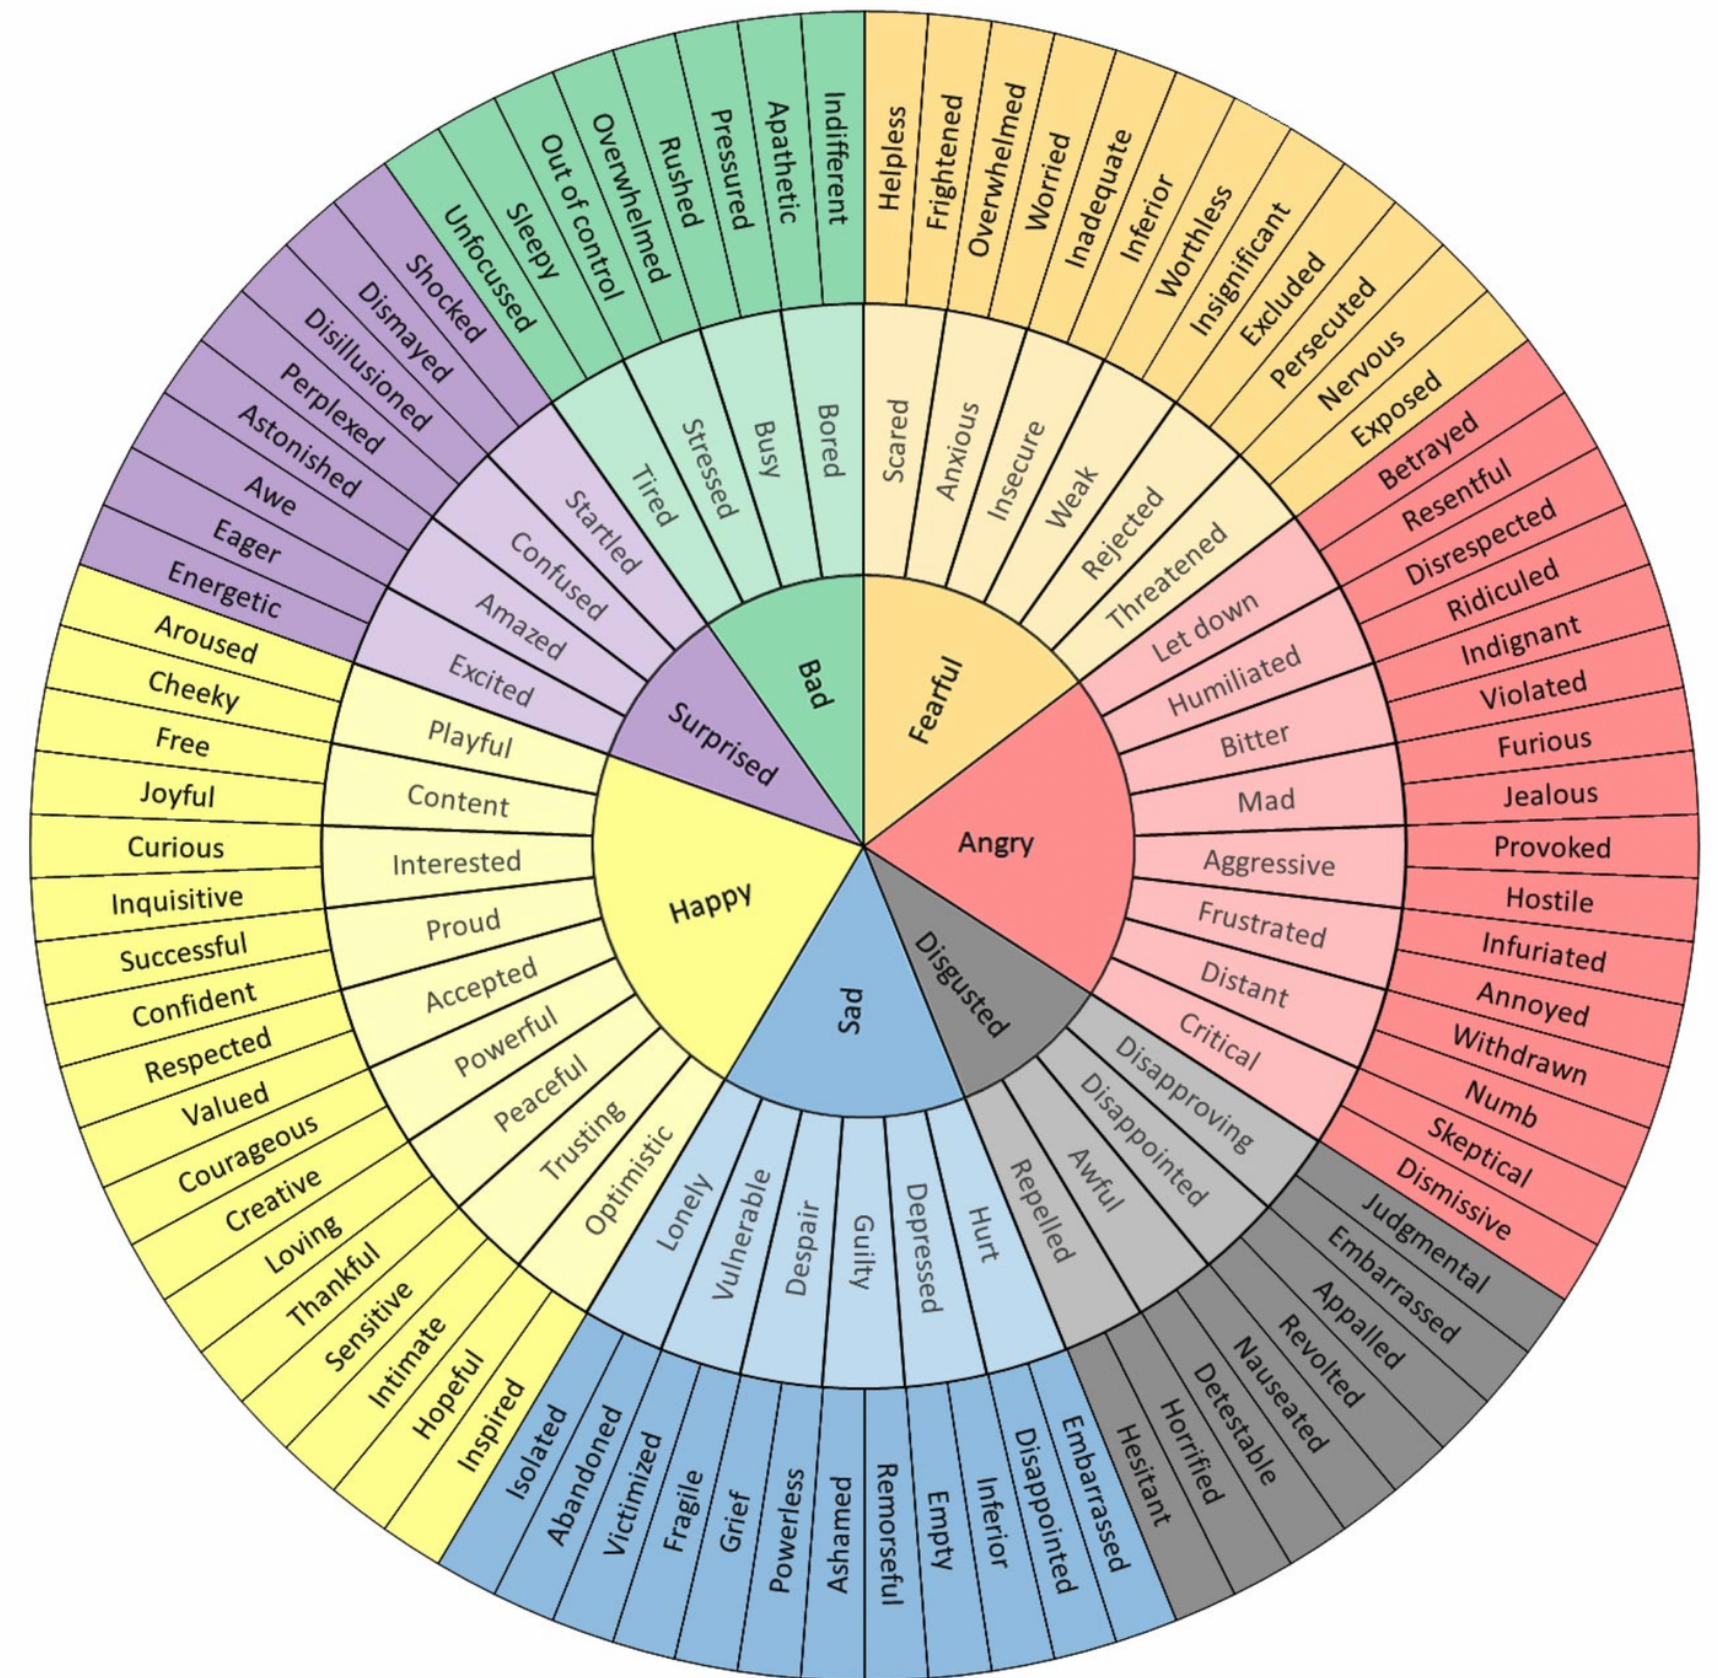 Fearful
Angry
Disgusted
Sad
Happy
Surprised
Bad
Scared
Anxious
Insecure
Weak
Rejected
Threatened
Let down
Humiliated
Bitter
Mad
Aggressive
Frustrated
Distant
Critical
Disapproving
Disappointed
Awful
Repelled
Hurt
Depressed
Guilty
Despair
Vulnerable
Lonely
Optimistic
Trusting
Peaceful
Powerful
Accepted
Proud
Interested
Content
Playful
Excited
Amazed
Confused
Startled
Tired
Stressed
Busy
Bored
Helpless
Frightened
Overwhelmed
Worried
Inadequate
Inferior
Worthless
Insignificant
Excluded
Persecuted
Nervous
Exposed
Betrayed
Resentful
Disrespected
Ridiculed
Indignant
Violated
Furious
Jealous
Provoked
Hostile
Infuriated
Annoyed
Withdrawn
Numb
Skeptical
Dismissive
Judgmental
Embarrassed
Appalled
Revolted
Nauseated
Detestable
Horrified
Hesitant
Embarrassed
Disappointed
Inferior
Empty
Remorseful
Ashamed
Powerless
Grief
Fragile
Victimized
Abandoned
Isolated
Inspired
Hopeful
Intimate
Sensitive
Thankful
Loving
Creative
Courageous
Valued
Respected
Confident
Successful
Inquisitive
Curious
Joyful
Free
Cheeky
Aroused
Energetic
Eager
Awe
Astonished
Perplexed
Disillusioned
Dismayed
Shocked
Unfocussed
Sleepy
Out of control
Overwhelmed
Rushed
Pressured
Apathetic
Indifferent